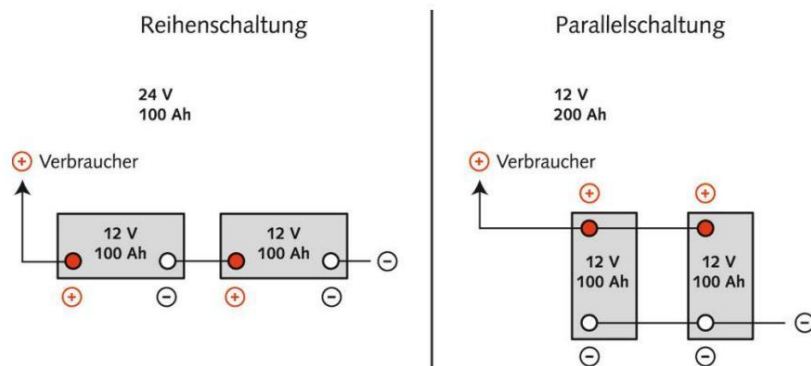 Reihenschaltung
24 V
100 Ah
⊕ Verbraucher
12 V
100 Ah
12 V
100 Ah
⊖
⊕
⊖
⊕
⊖
Parallelschaltung
12 V
200 Ah
⊕ Verbraucher
⊕
⊕
12 V
100 Ah
12 V
100 Ah
⊖
⊖
⊖